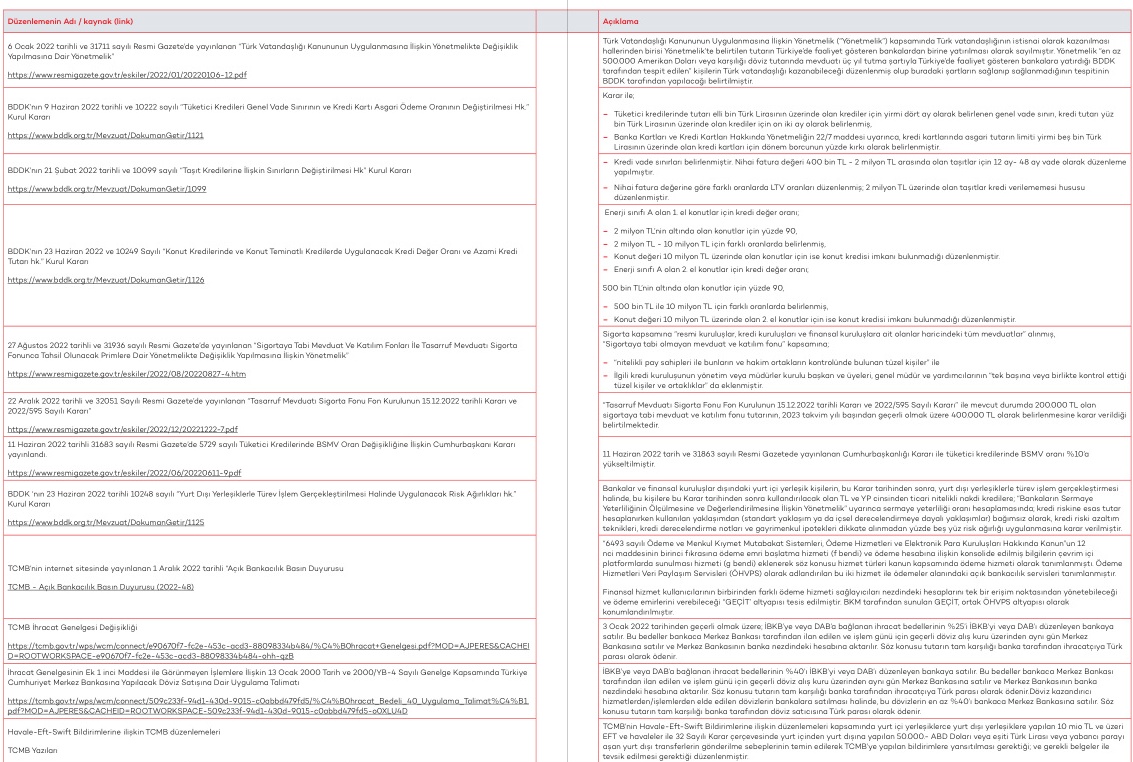 Düzenlemenin Adı / kaynak (link)
Açıklama
6 Ocak 2022 tarihli ve 31711 sayılı Resmi Gazete'de yayınlanan "Türk Vatandaşlığı Kanununun Uygulanmasına İlişkin Yönetmelikte Değişiklik
Yapılmasına Dair Yönetmelik"
https://www.resmigazete.gov.tr/eskiler/2022/01/20220106-12.pdf
Türk Vatandaşlığı Kanununun Uygulanmasına İlişkin Yönetmelik ("Yönetmelik") kapsamında Türk vatandaşlığının istisnai olarak kazanılması
hallerinden birisi Yönetmelik'te belirtilen tutarın Türkiye'de faaliyet gösteren bankalardan birine yatırılması olarak sayılmıştır. Yönetmelik "en az
500.000 Amerikan Doları veya karşılığı döviz tutarında mevduatı üç yıl tutma şartıyla Türkiye'de faaliyet gösteren bankalara yatırdığı BDDK
tarafından tespit edilen" kişilerin Türk vatandaşlığı kazanabileceği düzenlenmiş olup buradaki şartların sağlanıp sağlanmadığının tespitinin
BDDK tarafından yapılacağı belirtilmiştir.
BDDK'nın 9 Haziran 2022 tarihli ve 10222 sayılı "Tüketici Kredileri Genel Vade Sınırının ve Kredi Kartı Asgari Ödeme Oranının Değiştirilmesi Hk."
Kurul Kararı
https://www.bddk.org.tr/Mevzuat/DokumanGetir/1121
Karar ile;
– Tüketici kredilerinde tutarı elli bin Türk Lirasının üzerinde olan krediler için yirmi dört ay olarak belirlenen genel vade sınırı, kredi tutarı yüz
bin Türk Lirasının üzerinde olan krediler için on iki ay olarak belirlenmiş,
– Banka Kartları ve Kredi Kartları Hakkında Yönetmeliğin 22/7 maddesi uyarınca, kredi kartlarında asgari tutarın limiti yirmi beş bin Türk
Lirasının üzerinde olan kredi kartları için dönem borcunun yüzde kırkı olarak belirlenmiştir.
BDDK'nın 21 Şubat 2022 ve 10099 sayılı "Taşıt Kredilerine İlişkin Sınırların Değiştirilmesi Hk" Kurul Kararı
https://www.bddk.org.tr/Mevzuat/DokumanGetir/1099
– Kredi vade sınırları belirlenmiştir. Nihai fatura değeri 400 bin TL - 2 milyon TL arasında olan taşıtlar için 12 ay- 48 ay vade olarak düzenleme
yapılmıştır.
– Nihai fatura değerine göre farklı oranlarda LTV oranları düzenlenmiş; 2 milyon TL üzerinde olan taşıtlar kredi verilememesi hususu
düzenlenmiştir.
BDDK'nın 23 Haziran 2022 ve 10249 Sayılı "Konut Kredilerinde ve Konut Teminatlı Kredilerde Uygulanacak Kredi Değer Oranı ve Azami Kredi
Tutarı hk." Kurul Kararı
https://www.bddk.org.tr/Mevzuat/DokumanGetir/1126
Enerji sınıfı A olan 1. el konutlar için kredi değer oranı;
– 2 milyon TL'nin altında olan konutlar için yüzde 90,
– 2 milyon TL - 10 milyon TL için farklı oranlarda belirlenmiş,
– Konut değeri 10 milyon TL üzerinde olan konutlar için ise konut kredisi imkanı bulunmadığı düzenlenmiştir.
– Enerji sınıfı A olan 2. el konutlar için kredi değer oranı;
500 bin TL'nin altında olan konutlar için yüzde 90,
– 500 bin TL ile 10 milyon TL için farklı oranlarda belirlenmiş,
– Konut değeri 10 milyon TL üzerinde olan 2. el konutlar için ise konut kredisi imkanı bulunmadığı düzenlenmiştir.
27 Ağustos 2022 tarihli ve 31936 sayılı Resmi Gazete'de yayınlanan "Sigortaya Tabi Mevduat Ve Katılım Fonları İle Tasarruf Mevduatı Sigorta
Fonunca Tahsil Olunacak Primlere Dair Yönetmelikte Değişiklik Yapılmasına İlişkin Yönetmelik"
https://www.resmigazete.gov.tr/eskiler/2022/08/20220827-4.htm
Sigorta kapsamına "resmi kuruluşlar, kredi kuruluşları ve finansal kuruluşlara ait olanlar haricindeki tüm mevduatlar" alınmış,
"Sigortaya tabi olmayan mevduat ve katılım fonu" kapsamına;
– "nitelikli pay sahipleri ile bunların ve hakim ortakların kontrolünde bulunan tüzel kişiler" ile
– İlgili kredi kuruluşunun yönetim veya müdürler kurulu başkan ve üyeleri, genel müdür ve yardımcılarının "tek başına veya birlikte kontrol ettiği
tüzel kişiler ve ortaklıklar" da eklenmiştir.
22 Aralık 2022 tarihli ve 32051 Sayılı Resmi Gazete'de yayınlanan "Tasarruf Mevduatı Sigorta Fonu Fon Kurulunun 15.12.2022 tarihli Kararı ve
2022/595 Sayılı Kararı"
https://www.resmigazete.gov.tr/eskiler/2022/12/20221222-7.pdf
"Tasarruf Mevduatı Sigorta Fonu Fon Kurulunun 15.12.2022 tarihli Kararı ve 2022/595 Sayılı Kararı" ile mevcut durumda 200.000 TL olan
sigortaya tabi mevduat ve katılım fonu tutarının, 2023 takvim yılı başından geçerli olmak üzere 400.000 TL olarak belirlenmesine karar verildiği
belirtilmektedir.
11 Haziran 2022 tarihli 31683 sayılı Resmi Gazete'de 5729 sayılı Tüketici Kredilerinde BSMV Oran Değişikliğine İlişkin Cumhurbaşkanı Kararı
yayınlandı.
https://www.resmigazete.gov.tr/eskiler/2022/06/20220611-9.pdf
11 Haziran 2022 tarih ve 31863 sayılı Resmi Gazetede yayınlanan Cumhurbaşkanlığı Kararı ile tüketici kredilerinde BSMV oranı %10'a
yükseltilmiştir.
BDDK 'nın 23 Haziran 2022 tarihli 10248 sayılı "Yurt Dışı Yerleşiklerle Türev İşlem Gerçekleştirilmesi Halinde Uygulanacak Risk Ağırlıkları hk."
Kurul Kararı
https://www.bddk.org.tr/Mevzuat/DokumanGetir/1125
Bankalar ve finansal kuruluşlar dışındaki yurt içi yerleşik kişilerin, bu Karar tarihinden sonra, yurt dışı yerleşiklerle türev işlem gerçekleştirmesi
halinde, bu kişilere bu Karar tarihinden sonra kullandırılacak olan TL ve YP cinsinden ticari nitelikli nakdi kredilere; "Bankaların Sermaye
Yeterliliğinin Ölçülmesine ve Değerlendirilmesine İlişkin Yönetmelik" uyarınca sermaye yeterliliği oranı hesaplamasında; kredi riskine esas tutar
hesaplanırken kullanılan yaklaşımdan (standart yaklaşım ya da içsel derecelendirmeye dayalı yaklaşımlar) bağımsız olarak, kredi riski azaltım
teknikleri, kredi derecelendirme notları ve gayrimenkul ipotekleri dikkate alınmadan yüzde beş yüz risk ağırlığı uygulanmasına karar verilmiştir.
TCMB'nin internet sitesinde yayınlanan 1 Aralık 2022 tarihli "Açık Bankacılık Basın Duyurusu
TCMB - Açık Bankacılık Basın Duyurusu (2022-48)
"6493 sayılı Ödeme ve Menkul Kıymet Mutabakat Sistemleri, Ödeme Hizmetleri ve Elektronik Para Kuruluşları Hakkında Kanun"un 12
nci maddesinin birinci fıkrasına ödeme emri başlatma hizmeti (f bendi) ve ödeme hesabına ilişkin konsolide edilmiş bilgilerin çevrim içi
platformlarda sunulması hizmeti (g bendi) eklenerek söz konusu hizmet türleri kanun kapsamında ödeme hizmeti olarak tanımlanmıştı. Ödeme
Hizmetleri Veri Paylaşım Servisleri (ÖHVPS) olarak adlandırılan bu iki hizmet ile ödemeler alanındaki açık bankacılık servisleri tanımlanmıştır.
Finansal hizmet kullanıcılarının birbirinden farklı ödeme hizmeti sağlayıcıları nezdindeki hesaplarını tek bir erişim noktasından yönetebileceği
ve ödeme emirlerini verebileceği "GEÇİT" altyapısı tesis edilmiştir. BKM tarafından sunulan GEÇİT, ortak ÖHVPS altyapısı olarak
konumlandırılmıştır.
TCMB İhracat Genelgesi Değişikliği
https://tcmb.gov.tr/wps/wcm/connect/e90670f7-fc2e-453c-acd3-88098334b484/%C4%B0hracat+Genelgesi.pdf?MOD=AJPERES&CACHEI
D=ROOTWORKSPACE-e90670f7-fc2e-453c-acd3-88098334b484-ohh-qzB
3 Ocak 2022 tarihinden geçerli olmak üzere, İBKB'ye veya DAB'a bağlanan ihracat bedellerinin %25'i İBKB'yi veya DAB'ı düzenleyen bankaya
satılır. Bu bedeller bankaca Merkez Bankası tarafından ilan edilen ve işlem günü için geçerli döviz alış kuru üzerinden aynı gün Merkez
Bankasına satılır ve Merkez Bankasının banka nezdindeki hesabına aktarılır. Söz konusu tutarın tam karşılığı banka tarafından ihracatçıya Türk
parası olarak ödenir.
İhracat Genelgesinin Ek 1 inci Maddesi ile Görünmeyen İşlemlere İlişkin 13 Ocak 2000 Tarih ve 2000/YB-4 Sayılı Genelge Kapsamında Türkiye
Cumhuriyet Merkez Bankasına Yapılacak Döviz Satışına Dair Uygulama Talimatı
https://tcmb.gov.tr/wps/wcm/connect/509c233f-94d1-430d-9015-c0abbd479fd5/%C4%B0hracat_Bedeli_40_Uygulama_Talimat%C4%B1.
pdf?MOD=AJPERES&CACHEID=ROOTWORKSPACE-509c233f-94d1-430d-9015-c0abbd479fd5-o0XLU4D
İBKB'ye veya DAB'a bağlanan ihracat bedellerinin %40'ı İBKB'yi veya DAB'ı düzenleyen bankaya satılır. Bu bedeller bankaca Merkez Bankası
tarafından ilan edilen ve işlem günü için geçerli döviz alış kuru üzerinden aynı gün Merkez Bankasına satılır ve Merkez Bankasının banka
nezdindeki hesabına aktarılır. Söz konusu tutarın tam karşılığı banka tarafından ihracatçıya Türk parası olarak ödenir.Döviz kazandırıcı
hizmetlerden/işlemlerden elde edilen dövizlerin bankalara satılması halinde, bu dövizlerin en az %40'ı bankaca Merkez Bankasına satılır. Söz
konusu tutarın tam karşılığı banka tarafından döviz satıcısına Türk parası olarak ödenir.
Havale-Eft-Swift Bildirimlerine ilişkin TCMB düzenlemeleri
TCMB Yazıları
TCMB'nin Havale-Eft-Swift Bildirimlerine ilişkin düzenlemeleri kapsamında yurt içi yerleşiklerce yurt dışı yerleşiklere yapılan 10 mio TL ve üzeri
EFT ve havaleler ile 32 Sayılı Karar çerçevesinde yurt içinden yurt dışına yapılan 50.000.- ABD Doları veya eşiti Türk Lirası veya yabancı parayı
aşan yurt dışı transferlerin gönderilme sebeplerinin temin edilerek TCMB'ye yapılan bildirimlere yansıtılması gerektiği; ve gerekli belgeler ile
tevsik edilmesi gerektiği düzenlenmiştir.